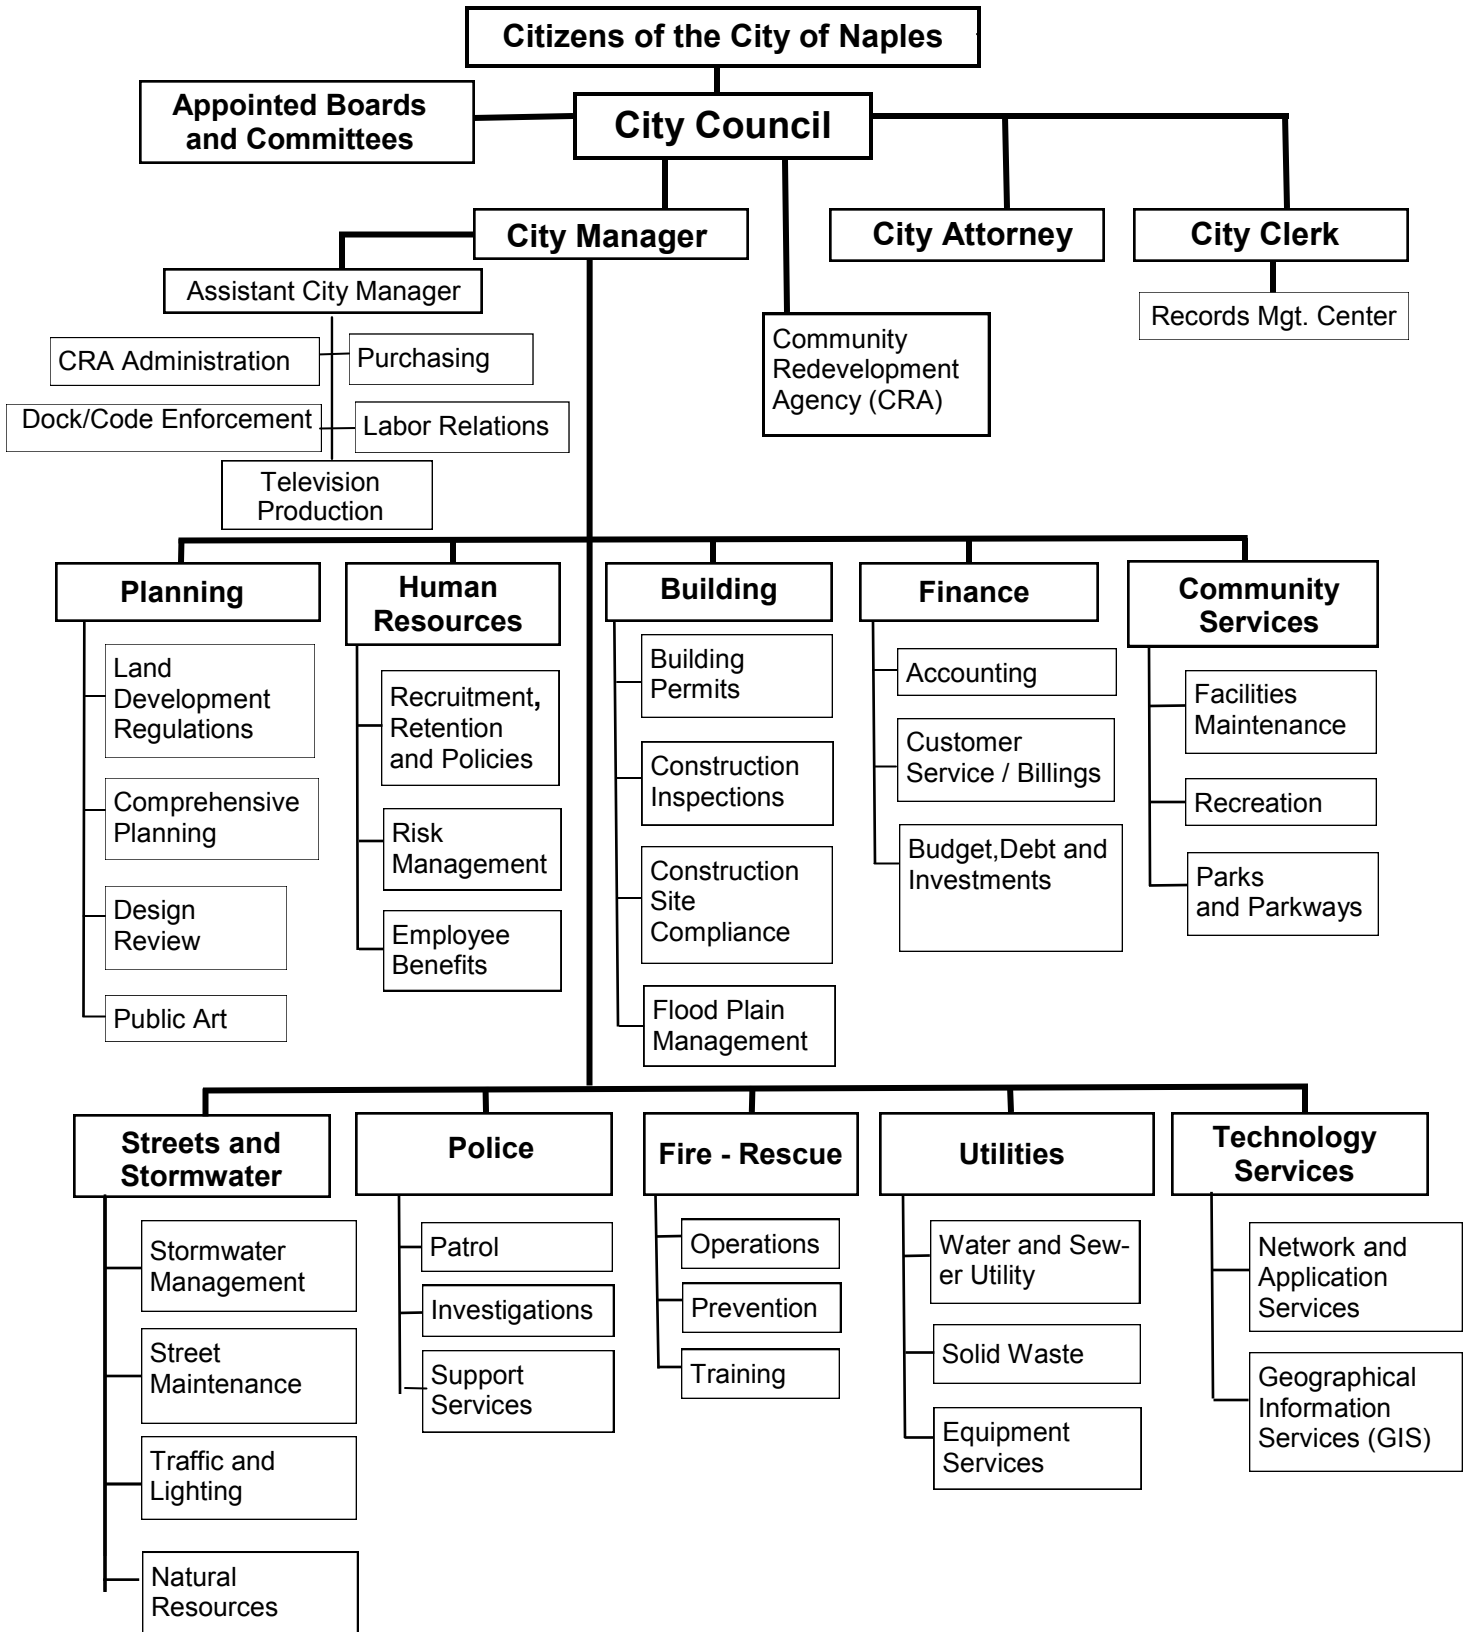 Citizens of the City of Naples
Appointed Boards
and Committees
City Council
City Manager
City Attorney
City Clerk
Assistant City Manager
Records Mgt. Center
CRA Administration
Purchasing
Community
Redevelopment
Agency (CRA)
Dock/Code Enforcement
Labor Relations
Television
Production
Planning
Land
Development
Regulations
Comprehensive
Planning
Design
Review
Public Art
Human
Resources
Recruitment,
Retention
and Policies
Risk
Management
Employee
Benefits
Building
Building
Permits
Construction
Inspections
Construction
Site
Compliance
Flood Plain
Management
Finance
Accounting
Customer
Service / Billings
Budget,Debt and
Investments
Community
Services
Facilities
Maintenance
Recreation
Parks
and Parkways
Streets and
Stormwater
Stormwater
Management
Street
Maintenance
Traffic and
Lighting
Natural
Resources
Police
Patrol
Investigations
Support
Services
Fire - Rescue
Operations
Prevention
Training
Utilities
Water and Sew-
er Utility
Solid Waste
Equipment
Services
Technology
Services
Network and
Application
Services
Geographical
Information
Services (GIS)